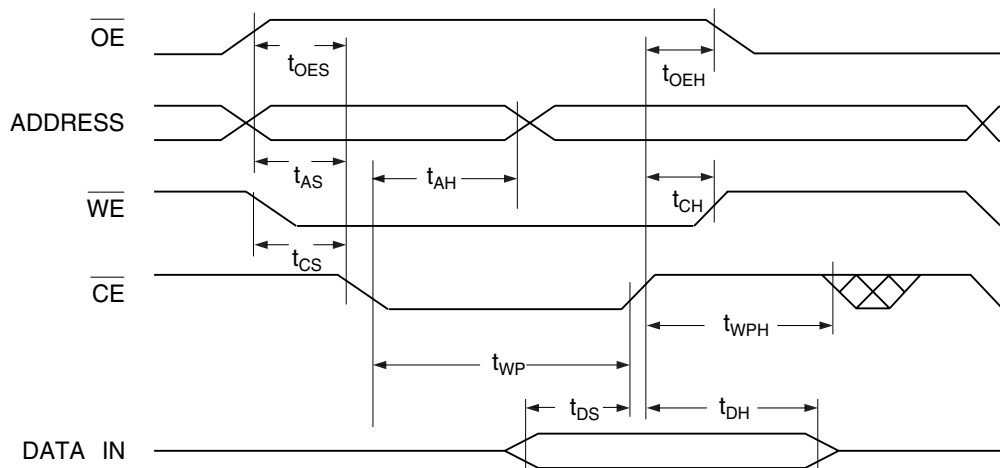 OE
tOES
tOEH
ADDRESS
tAS
tAH
WE
tCH
tCS
CE
tWPH
tWP
tDS
tDH
DATA IN